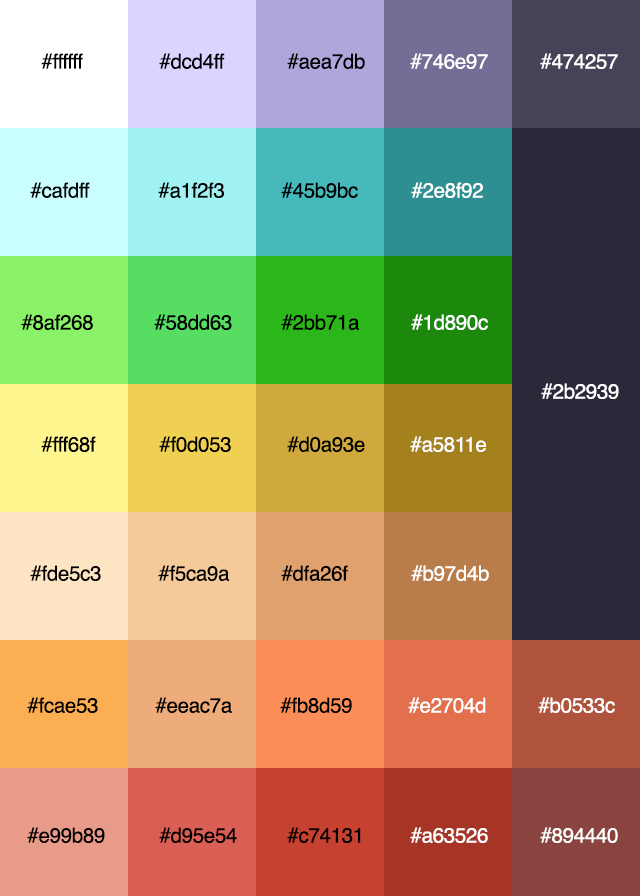 #ffffff #dcd4ff #aea7db #746e97 #474257
#cafdff #a1f2f3 #45b9bc #2e8f92
#8af268 #58dd63 #2bb71a #1d890c
#2b2939
#fff68f #f0d053 #d0a93e #a5811e
#fde5c3 #f5ca9a #dfa26f #b97d4b
#fcae53 #eeac7a #fb8d59 #e2704d #b0533c
#e99b89 #d95e54 #c74131 #a63526 #894440